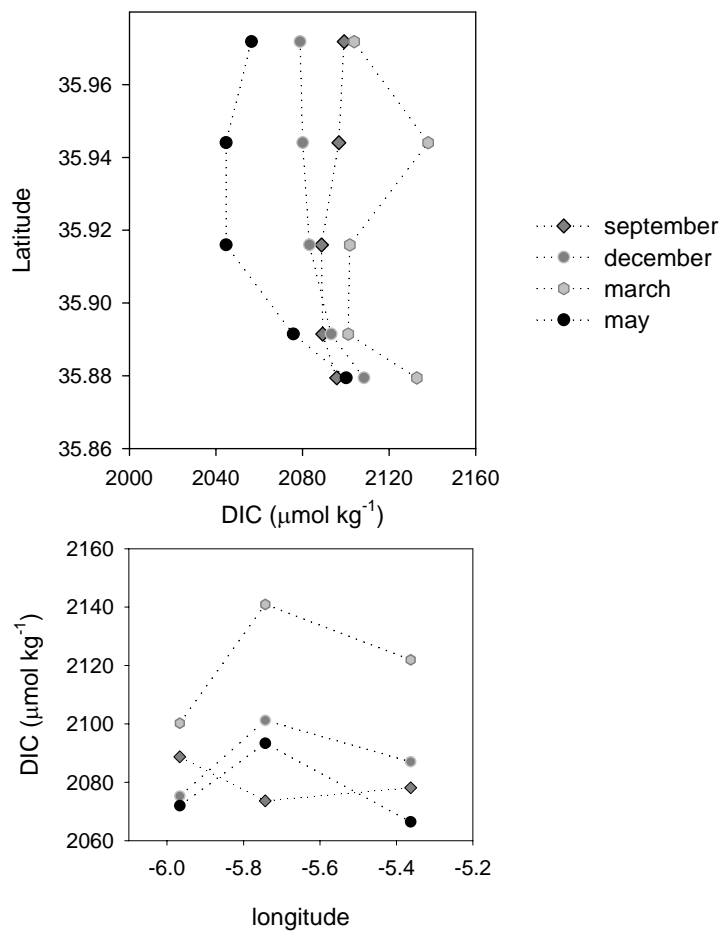 35.96
35.94
35.92
35.90
35.88
35.86
Latitude
2000 2040 2080 2120 2160
DIC (μmol kg⁻¹)
september
december
march
may
2160
2140
2120
2100
2080
2060
DIC (μmol kg⁻¹)
-6.0 -5.8 -5.6 -5.4 -5.2
longitude